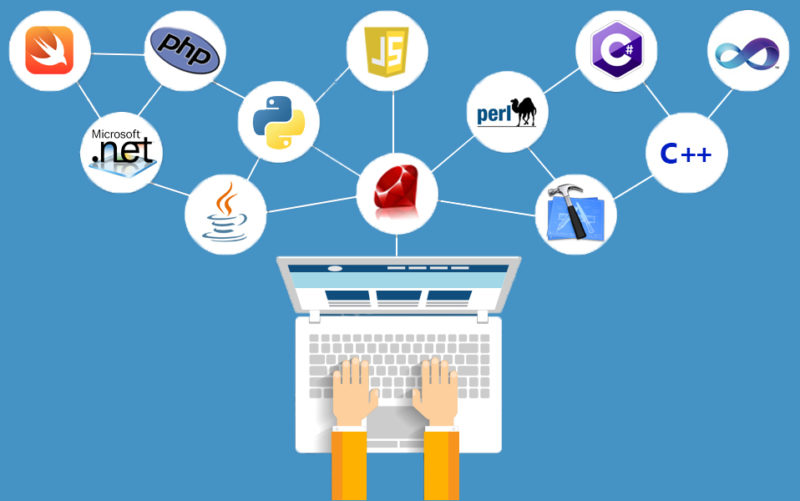 php
JS
C#
Microsoft
.net
perl
C++